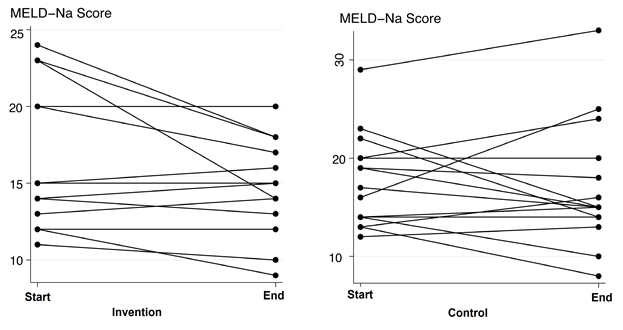 MELD−Na Score
25
20
15
10
Start
End
Invention
MELD−Na Score
30
20
10
Start
End
Control